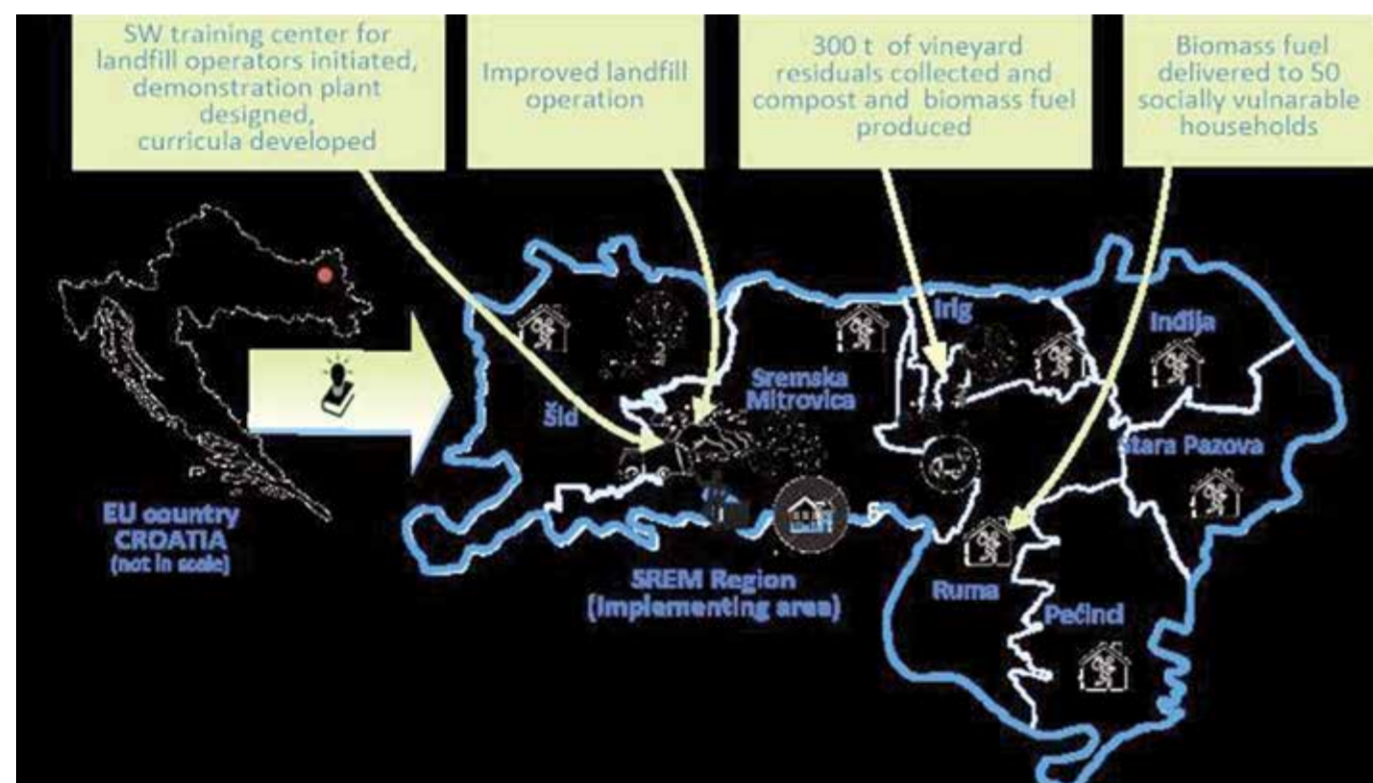 SW training center for
landfill operators initiated,
demonstration plant
designed,
curricula developed
Improved landfill
operation
300 t of vineyard
residuals collected and
compost and biomass fuel
produced
Biomass fuel
delivered to 50
socially vulnarable
households
Irig
Inđija
Sremska
Mitrovica
Šid
Stara Pazova
EU country
CROATIA
(not in scale)
SREM Region
(implementing area)
Ruma
Pećinci